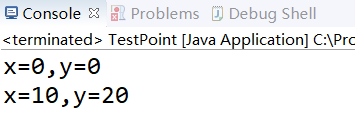 Console Problems Debug Shell
<terminated> TestPoint [Java Application] C:\Pro
x=0,y=0
x=10,y=20